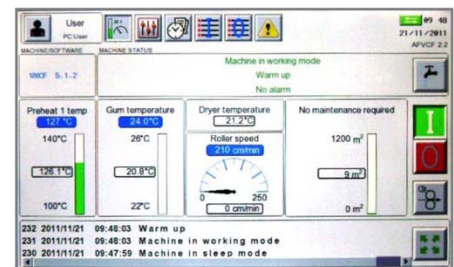 User
PC User
09 48
21/11/2011
AFVCF 2.2
MACHINE/SOFTWARE
MACHINE STATUS
VMCF 5.1.2
Machine in working mode
Warm up
No alarm
Preheat 1 temp
127 °C
140°C
126.1°C
100°C
Gum temperature
24.0°C
26°C
20.8°C
22°C
Dryer temperature
21.2°C
Roller speed
210 cm/min
0
250
0 cm/min
No maintenance required
1200 m²
9 m²
0 m²
232 2011/11/21 09:48:03 Warm up
231 2011/11/21 09:48:03 Machine in working mode
230 2011/11/21 09:47:59 Machine in sleep mode